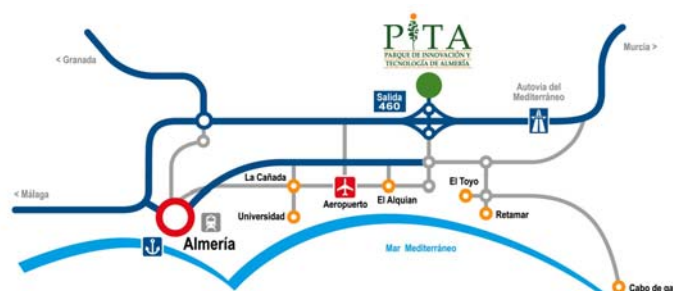 PITA
PARQUE DE INNOVACIÓN Y
TECNOLOGÍA DE ALMERÍA
Murcia >
< Granada
Autovía del
Mediterráneo
Salida
460
La Cañada
El Toyo
< Málaga
Aeropuerto
El Alquian
Universidad
Retamar
Almería
Mar Mediterráneo
Cabo de ga